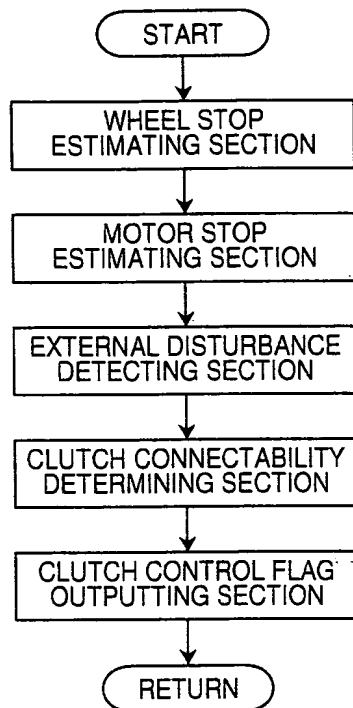 START
WHEEL STOP
ESTIMATING SECTION
MOTOR STOP
ESTIMATING SECTION
EXTERNAL DISTURBANCE
DETECTING SECTION
CLUTCH CONNECTABILITY
DETERMINING SECTION
CLUTCH CONTROL FLAG
OUTPUTTING SECTION
RETURN